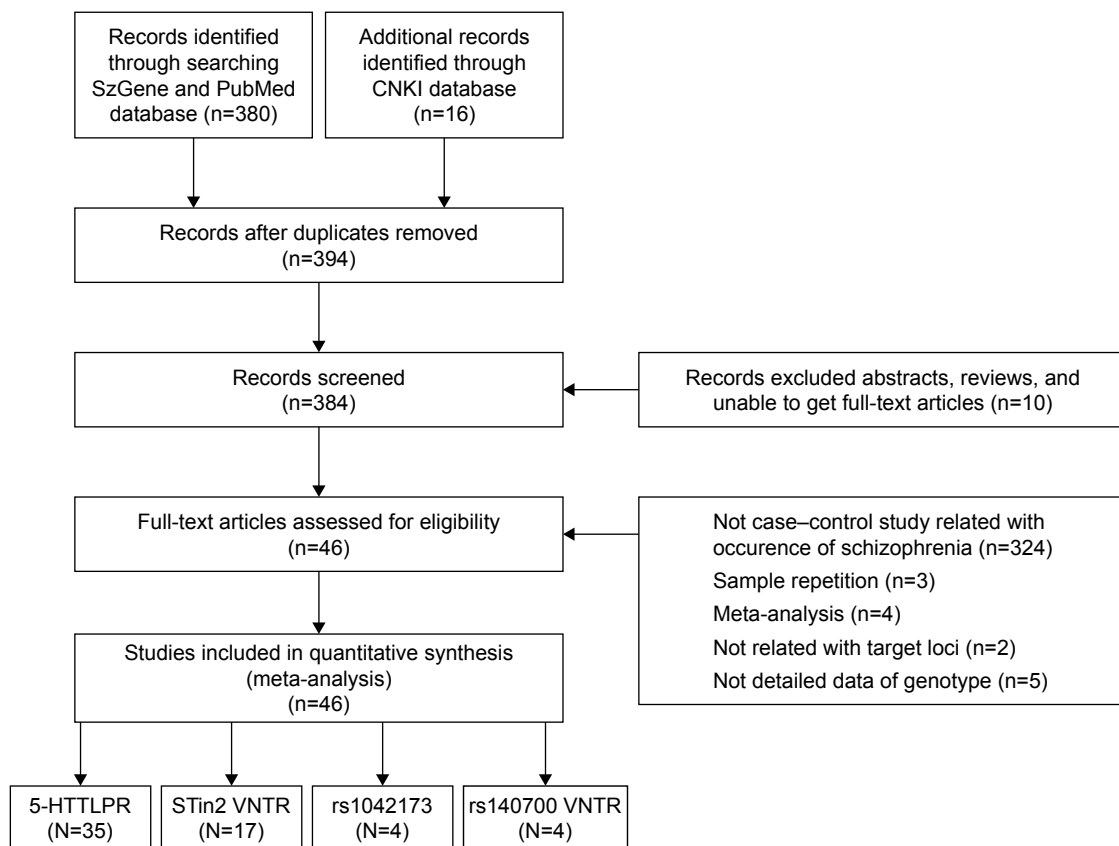 Records identified
through searching
SzGene and PubMed
database (n=380)
Additional records
identified through
CNKI database
(n=16)
Records after duplicates removed
(n=394)
Records screened
(n=384)
Records excluded abstracts, reviews, and
unable to get full-text articles (n=10)
Full-text articles assessed for eligibility
(n=46)
Not case–control study related with
occurence of schizophrenia (n=324)
Sample repetition (n=3)
Meta-analysis (n=4)
Not related with target loci (n=2)
Not detailed data of genotype (n=5)
Studies included in quantitative synthesis
(meta-analysis)
(n=46)
5-HTTLPR
(N=35)
STin2 VNTR
(N=17)
rs1042173
(N=4)
rs140700 VNTR
(N=4)